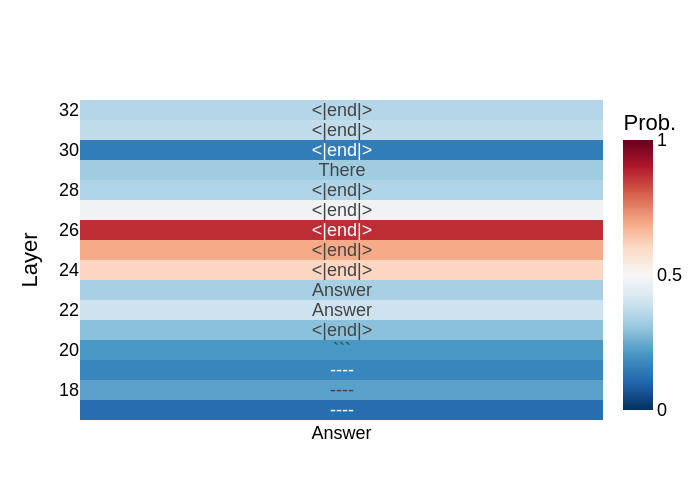 Prob.
32 <|end|>
<|end|>
1
30 <|end|>
There
28 <|end|>
<|end|>
26 <|end|>
<|end|>
24 <|end|>
0.5
Answer
22 Answer
<|end|>
20 ```
----
18 ----
----
0
Layer
Answer